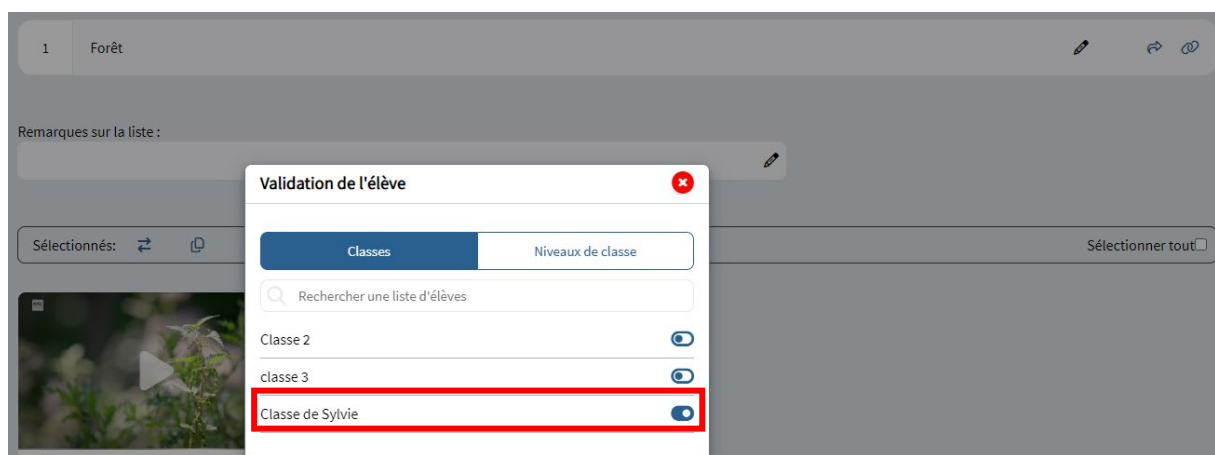 1 Forêt
Remarques sur la liste :
Validation de l'élève
Sélectionnés:
Sélectionner tout
Classes Niveaux de classe
Rechercher une liste d'élèves
Classe 2
classe 3
Classe de Sylvie